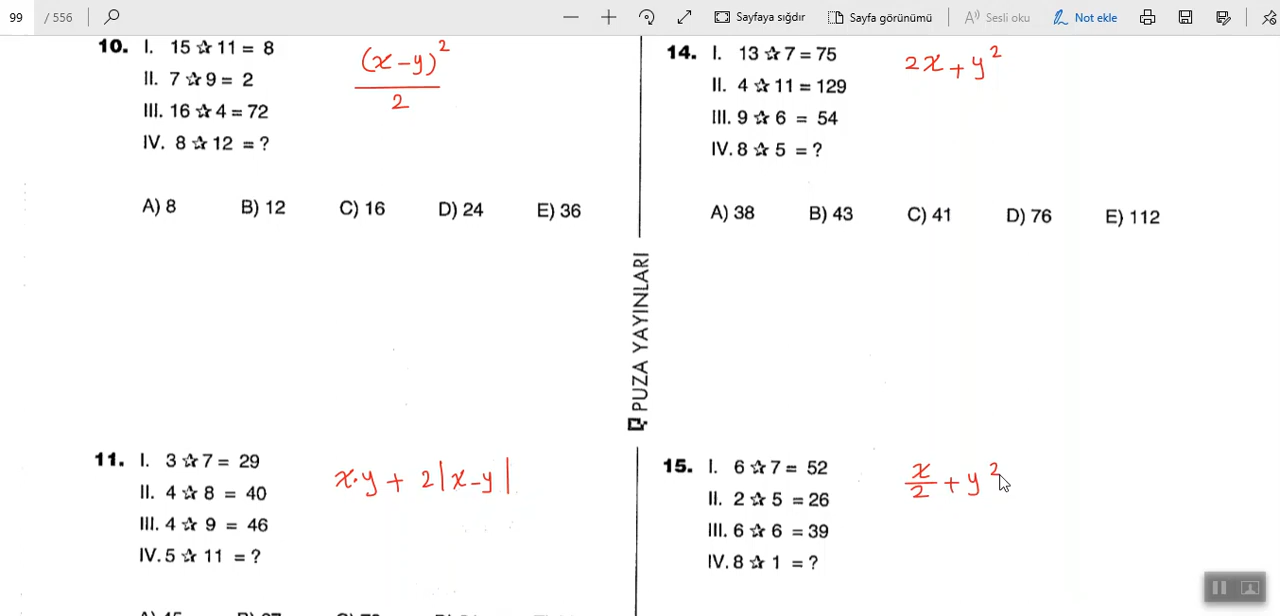 99 / 556 Sayfaya sığdır Sayfa görünümü A Sesli oku Not ekle
10. I. 15 ☆ 11 = 8
II. 7 ☆ 9 = 2
III. 16 ☆ 4 = 72
IV. 8 ☆ 12 = ?
(x-y)²
2
A) 8 B) 12 C) 16 D) 24 E) 36
11. I. 3 ☆ 7 = 29
II. 4 ☆ 8 = 40
III. 4 ☆ 9 = 46
IV. 5 ☆ 11 = ?
x·y + 2|x-y|
PUZA YAYINLARI
14. I. 13 ☆ 7 = 75
II. 4 ☆ 11 = 129
III. 9 ☆ 6 = 54
IV. 8 ☆ 5 = ?
2x + y²
A) 38 B) 43 C) 41 D) 76 E) 112
15. I. 6 ☆ 7 = 52
II. 2 ☆ 5 = 26
III. 6 ☆ 6 = 39
IV. 8 ☆ 1 = ?
x/2 + y²